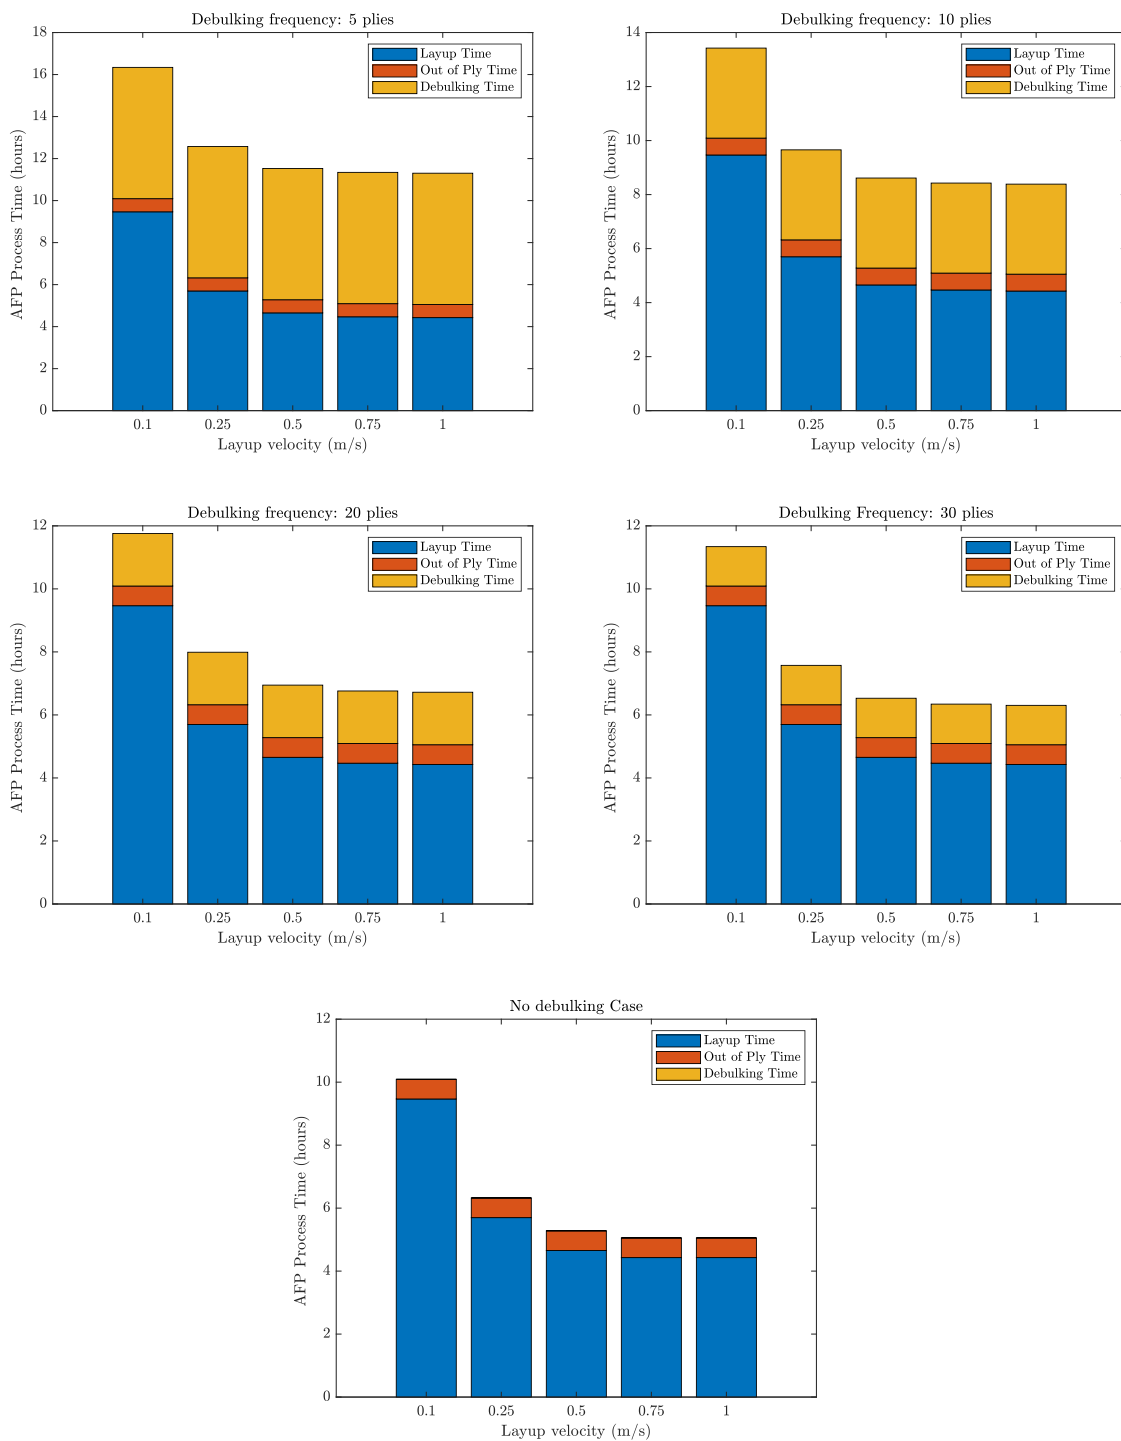 Debulking frequency: 5 plies
AFP Process Time (hours)
18
16
14
12
10
8
6
4
2
0
Layup Time
Out of Ply Time
Debulking Time
0.1 0.25 0.5 0.75 1
Layup velocity (m/s)
Debulking frequency: 10 plies
AFP Process Time (hours)
14
12
10
8
6
4
2
0
Layup Time
Out of Ply Time
Debulking Time
0.1 0.25 0.5 0.75 1
Layup velocity (m/s)
Debulking frequency: 20 plies
AFP Process Time (hours)
12
10
8
6
4
2
0
Layup Time
Out of Ply Time
Debulking Time
0.1 0.25 0.5 0.75 1
Layup velocity (m/s)
Debulking Frequency: 30 plies
AFP Process Time (hours)
12
10
8
6
4
2
0
Layup Time
Out of Ply Time
Debulking Time
0.1 0.25 0.5 0.75 1
Layup velocity (m/s)
No debulking Case
AFP Process Time (hours)
12
10
8
6
4
2
0
Layup Time
Out of Ply Time
Debulking Time
0.1 0.25 0.5 0.75 1
Layup velocity (m/s)